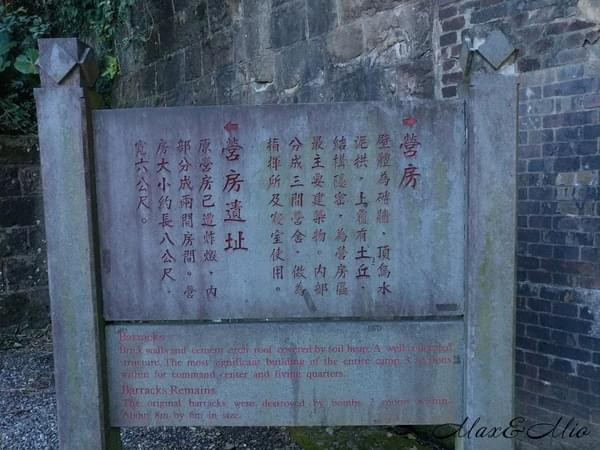 營房
壁體為磚牆，頂為水
泥拱，上覆有土丘，
結構隱密，為營房區
最主要建築物。內部
分成三間營舍，做為
指揮所及寢室使用。
營房遺址
原營房已遭炸燬，內
部分成兩間房間。營
房大小約長八公尺，
寬六公尺。
Barracks
Brick walls and cement arch roof covered by soil heap. A well concealed
structure. The most significant building of the entire camp. 3 sections
within for command center and living quarters.
Barracks Remains
The original barracks were destroyed by bombs. 2 rooms within.
About 8m by 6m in size.
Max&Mio